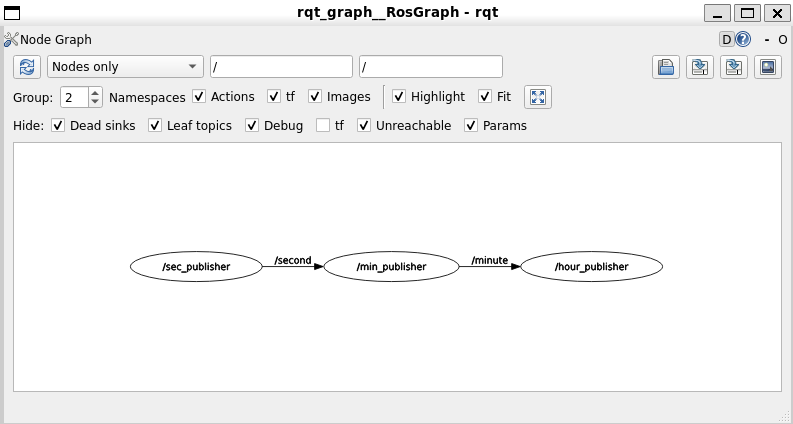 rqt_graph__RosGraph - rqt
Node Graph
D ? - O
Nodes only / /
Group: 2 Namespaces Actions tf Images Highlight Fit
Hide: Dead sinks Leaf topics Debug tf Unreachable Params
/sec_publisher /second /min_publisher /minute /hour_publisher